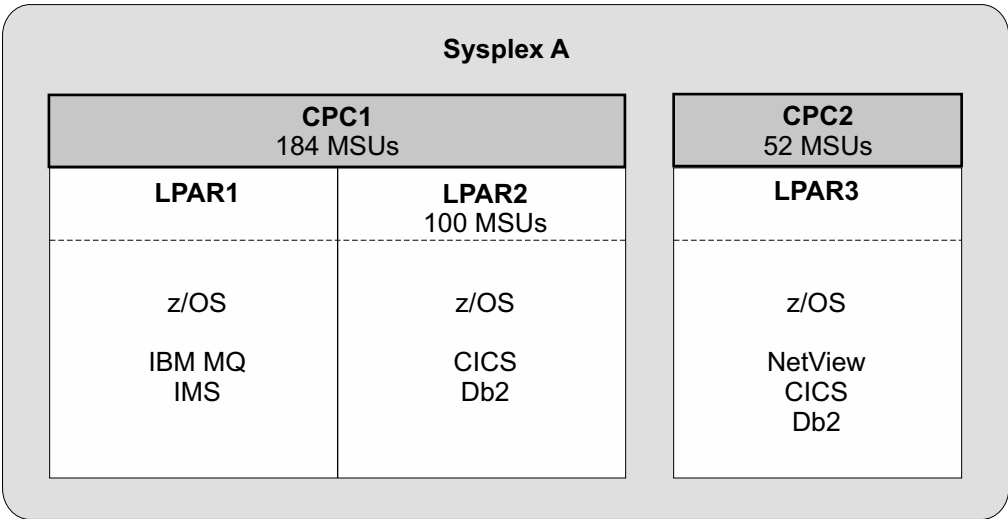 Sysplex A
CPC1
184 MSUs
LPAR1
LPAR2
100 MSUs
z/OS
IBM MQ
IMS
z/OS
CICS
Db2
CPC2
52 MSUs
LPAR3
z/OS
NetView
CICS
Db2